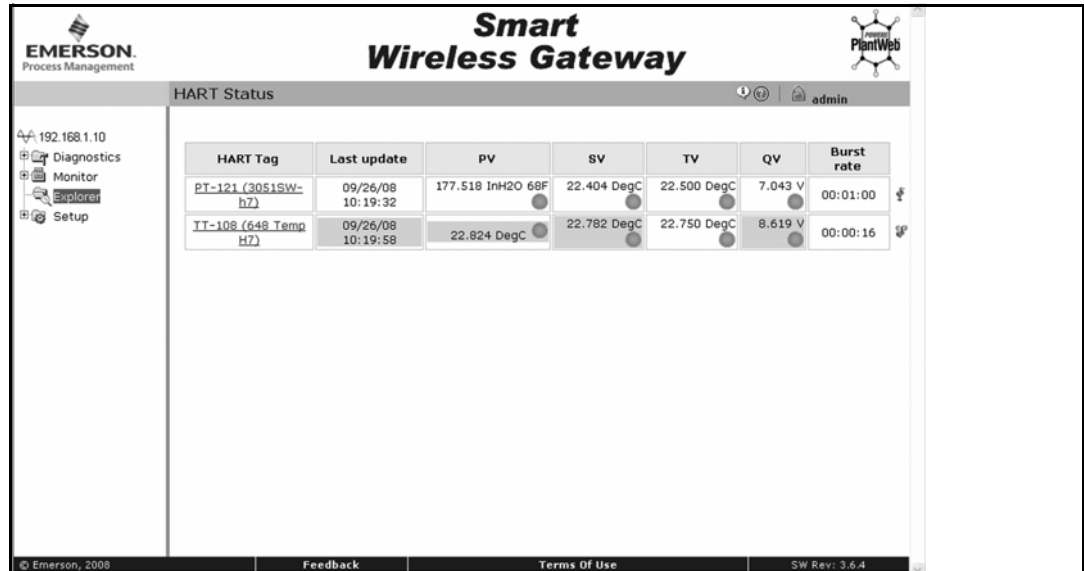 Smart
Wireless Gateway
EMERSON.
Process Management
POWERS
PlantWeb
HART Status
admin
192.168.1.10
Diagnostics
Monitor
Explorer
Setup
HART Tag Last update PV SV TV QV Burst rate
PT-121 (3051SW-h7) 09/26/08 10:19:32 177.518 InH2O 68F 22.404 DegC 22.500 DegC 7.043 V 00:01:00
TT-108 (648 Temp H7) 09/26/08 10:19:58 22.824 DegC 22.782 DegC 22.750 DegC 8.619 V 00:00:16
© Emerson, 2008 Feedback Terms Of Use SW Rev: 3.6.4